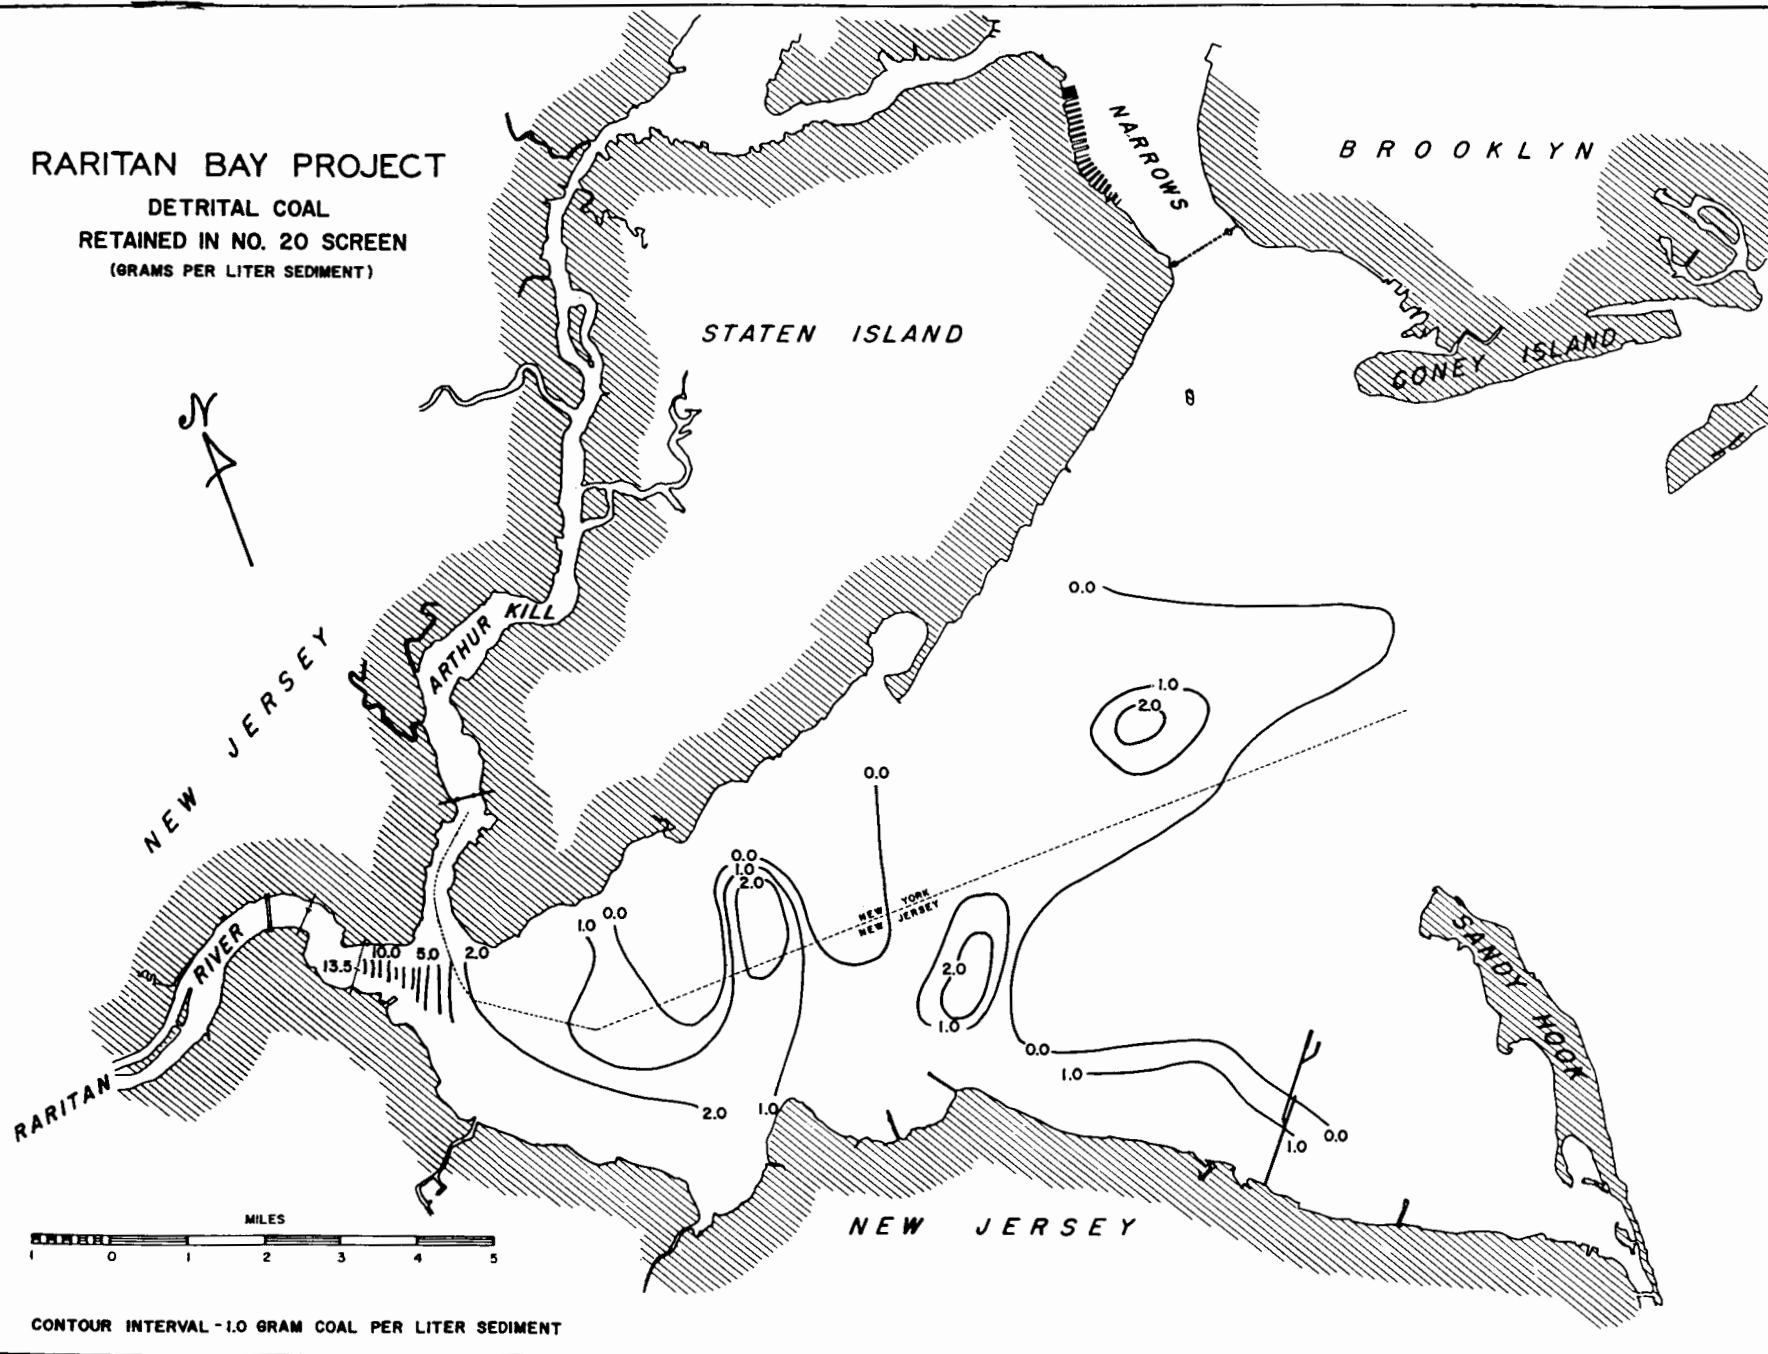 RARITAN BAY PROJECT
DETRITAL COAL
RETAINED IN NO. 20 SCREEN
(GRAMS PER LITER SEDIMENT)
NARROWS
BROOKLYN
STATEN ISLAND
CONEY ISLAND
N
ARTHUR KILL
NEW JERSEY
0.0
1.0
2.0
0.0
0.0
1.0
2.0
NEW YORK
NEW JERSEY
1.0
0.0
RARITAN RIVER
13.5
10.0
5.0
2.0
2.0
1.0
0.0
1.0
2.0
1.0
0.0
1.0
SANDY HOOK
NEW JERSEY
MILES
1 0 1 2 3 4 5
CONTOUR INTERVAL - 1.0 GRAM COAL PER LITER SEDIMENT